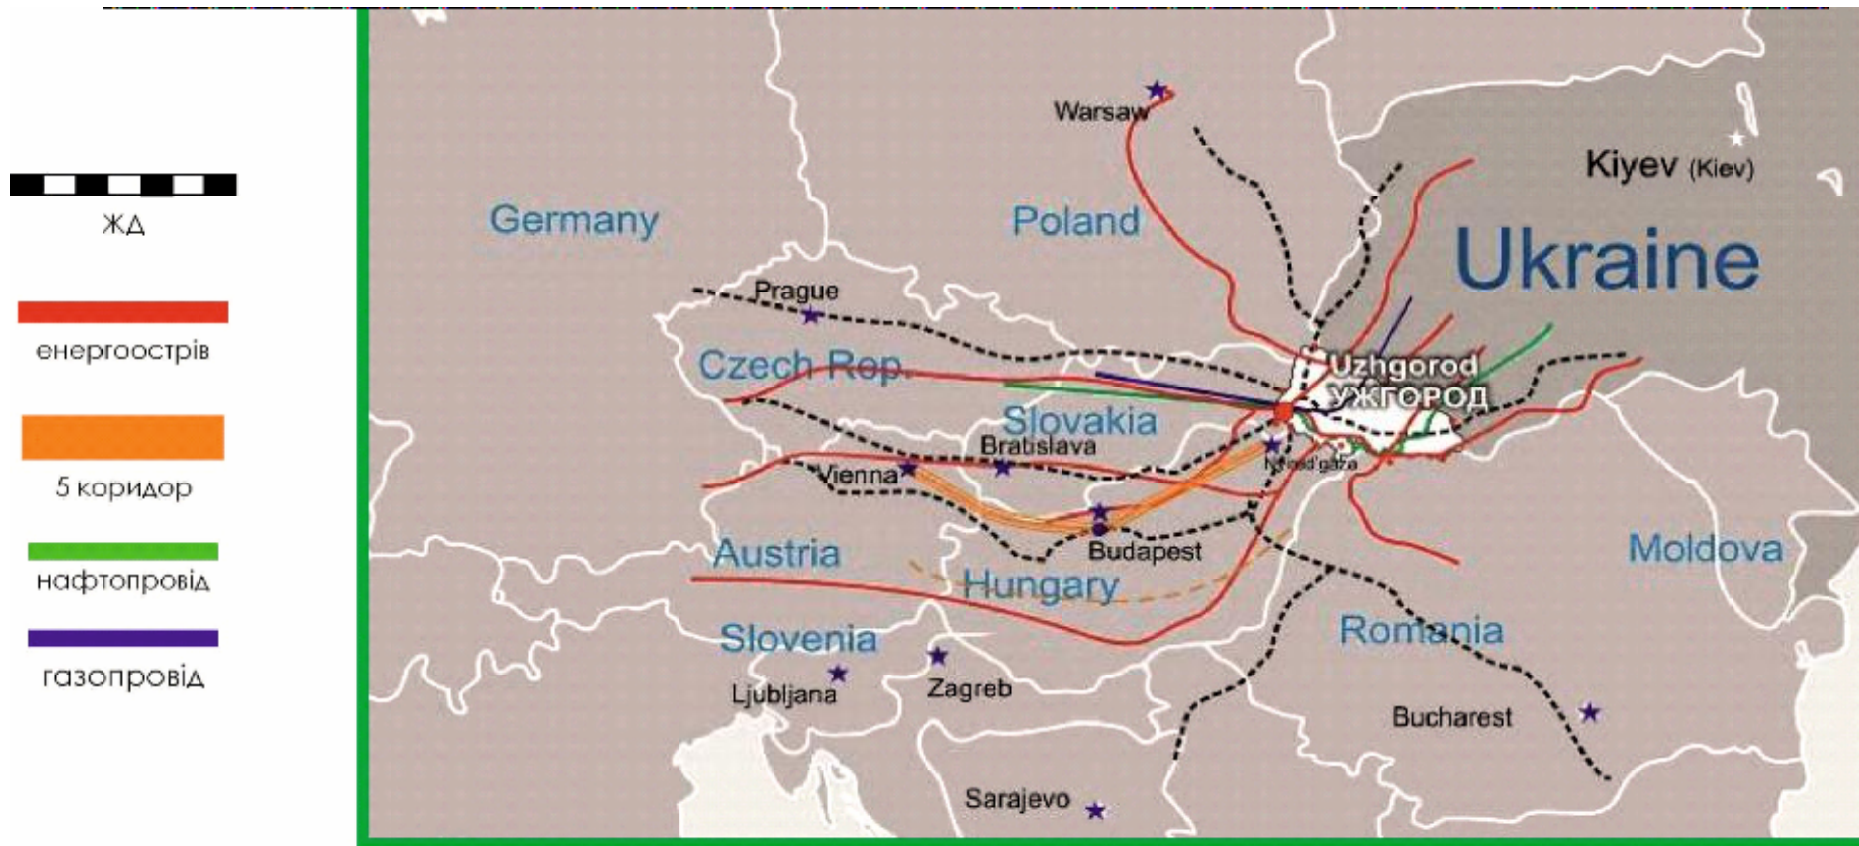 ЖД
енергоострів
5 коридор
нафтопровід
газопровід
Warsaw
Kiyev (Kiev)
Germany
Poland
Ukraine
Prague
Czech Rep.
Uzhgorod
УЖГОРОД
Slovakia
Bratislava
Vienna
Budapest
Austria
Hungary
Moldova
Slovenia
Romania
Ljubljana
Zagreb
Bucharest
Sarajevo